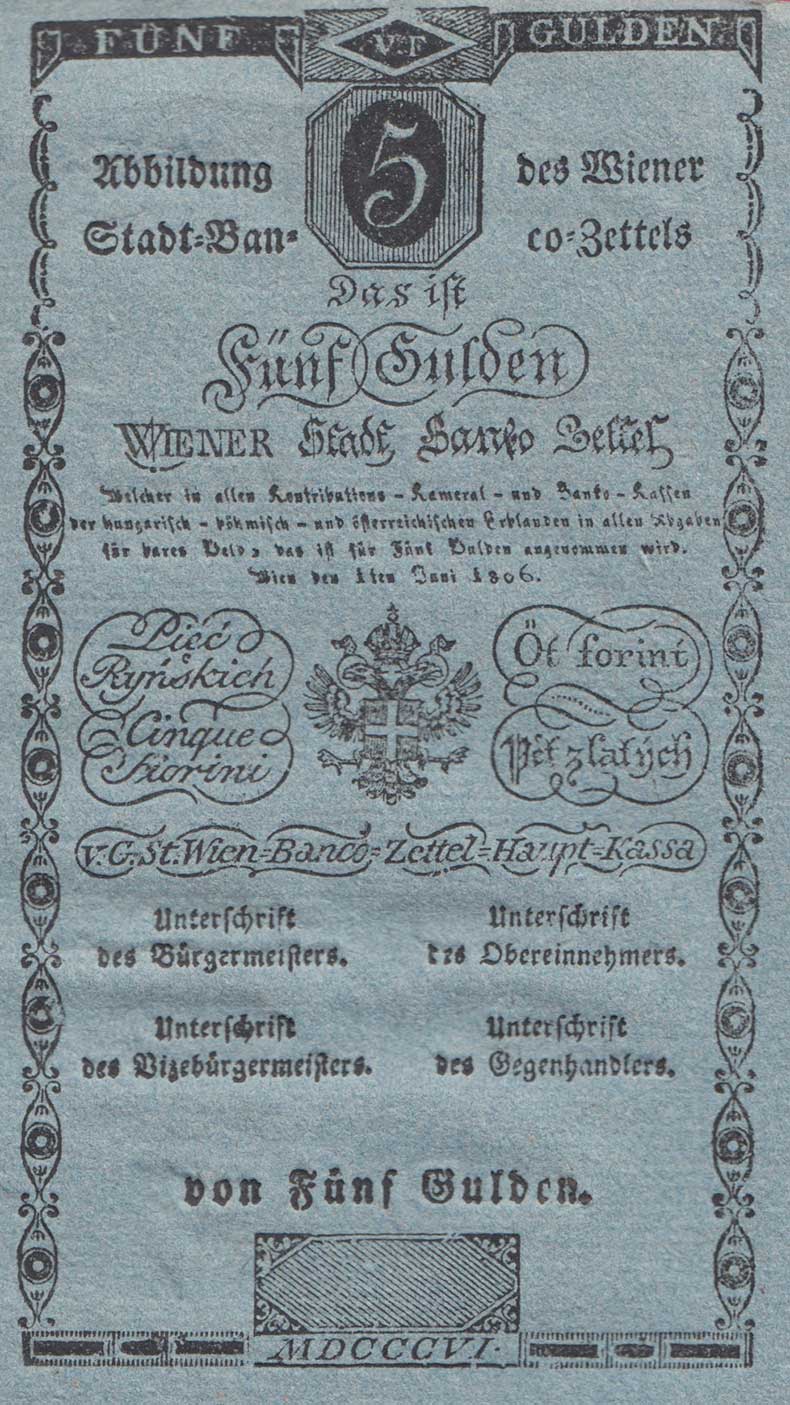 FÜNF V.F GULDEN
5
Abbildung des Wiener
Stadt-Ban- co-Zettels
Das ist
Fünf Gulden
WIENER Stadt Banko Zettel
Welcher in allen Kontributions - Kameral - und Banko - Kassen
der hungarisch - böhmisch - und österreichischen Erblanden in allen Abgaben
für bares Geld, das ist für Fünf Gulden angenommen wird.
Wien den 1ten Juni 1806.
Pięć
Ryńskich
Cinque
Fiorini
Öt forint
Pět zlatých
V. G. St. Wien-Banco-Zettel-Haupt-Kassa
Unterschrift
des Bürgermeisters.
Unterschrift
des Obereinnehmers.
Unterschrift
des Vizebürgermeisters.
Unterschrift
des Gegenhandlers.
von Fünf Gulden.
MDCCCVI.